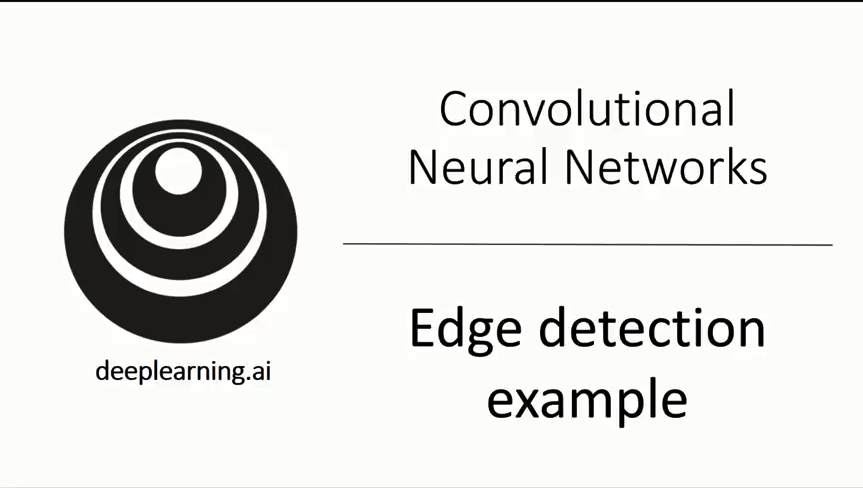 deeplearning.ai
Convolutional
Neural Networks
Edge detection
example